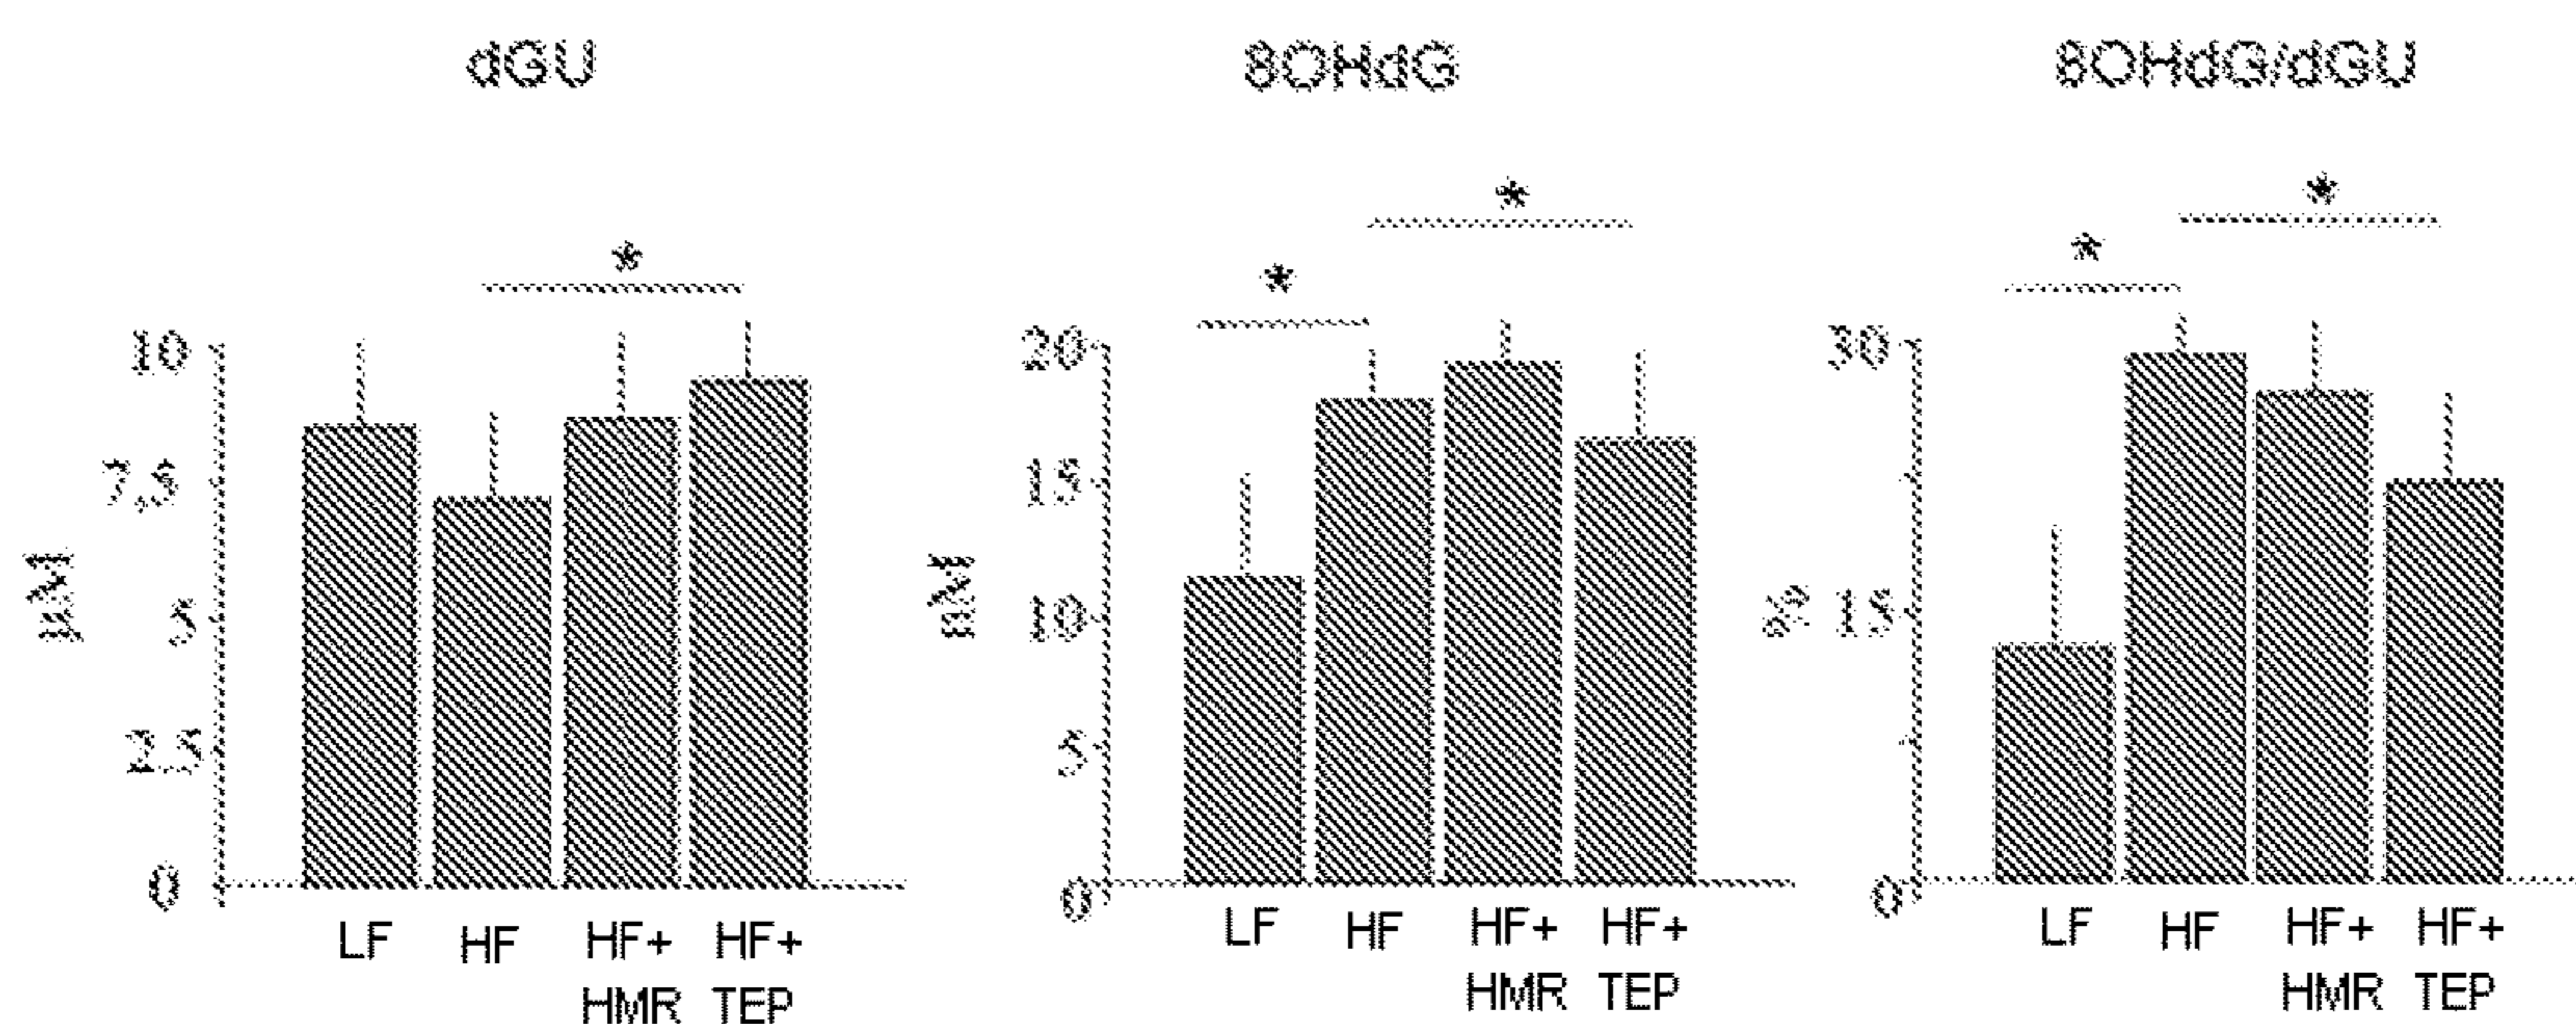 dGU
8OHdG
8OHdG/dGU
*
*
*
*
*
10
7,5
5
2.5
0
µM
20
15
10
5
0
nM
30
15
0
%
LF HF HF+ HF+
HMR TEP
LF HF HF+ HF+
HMR TEP
LF HF HF+ HF+
HMR TEP